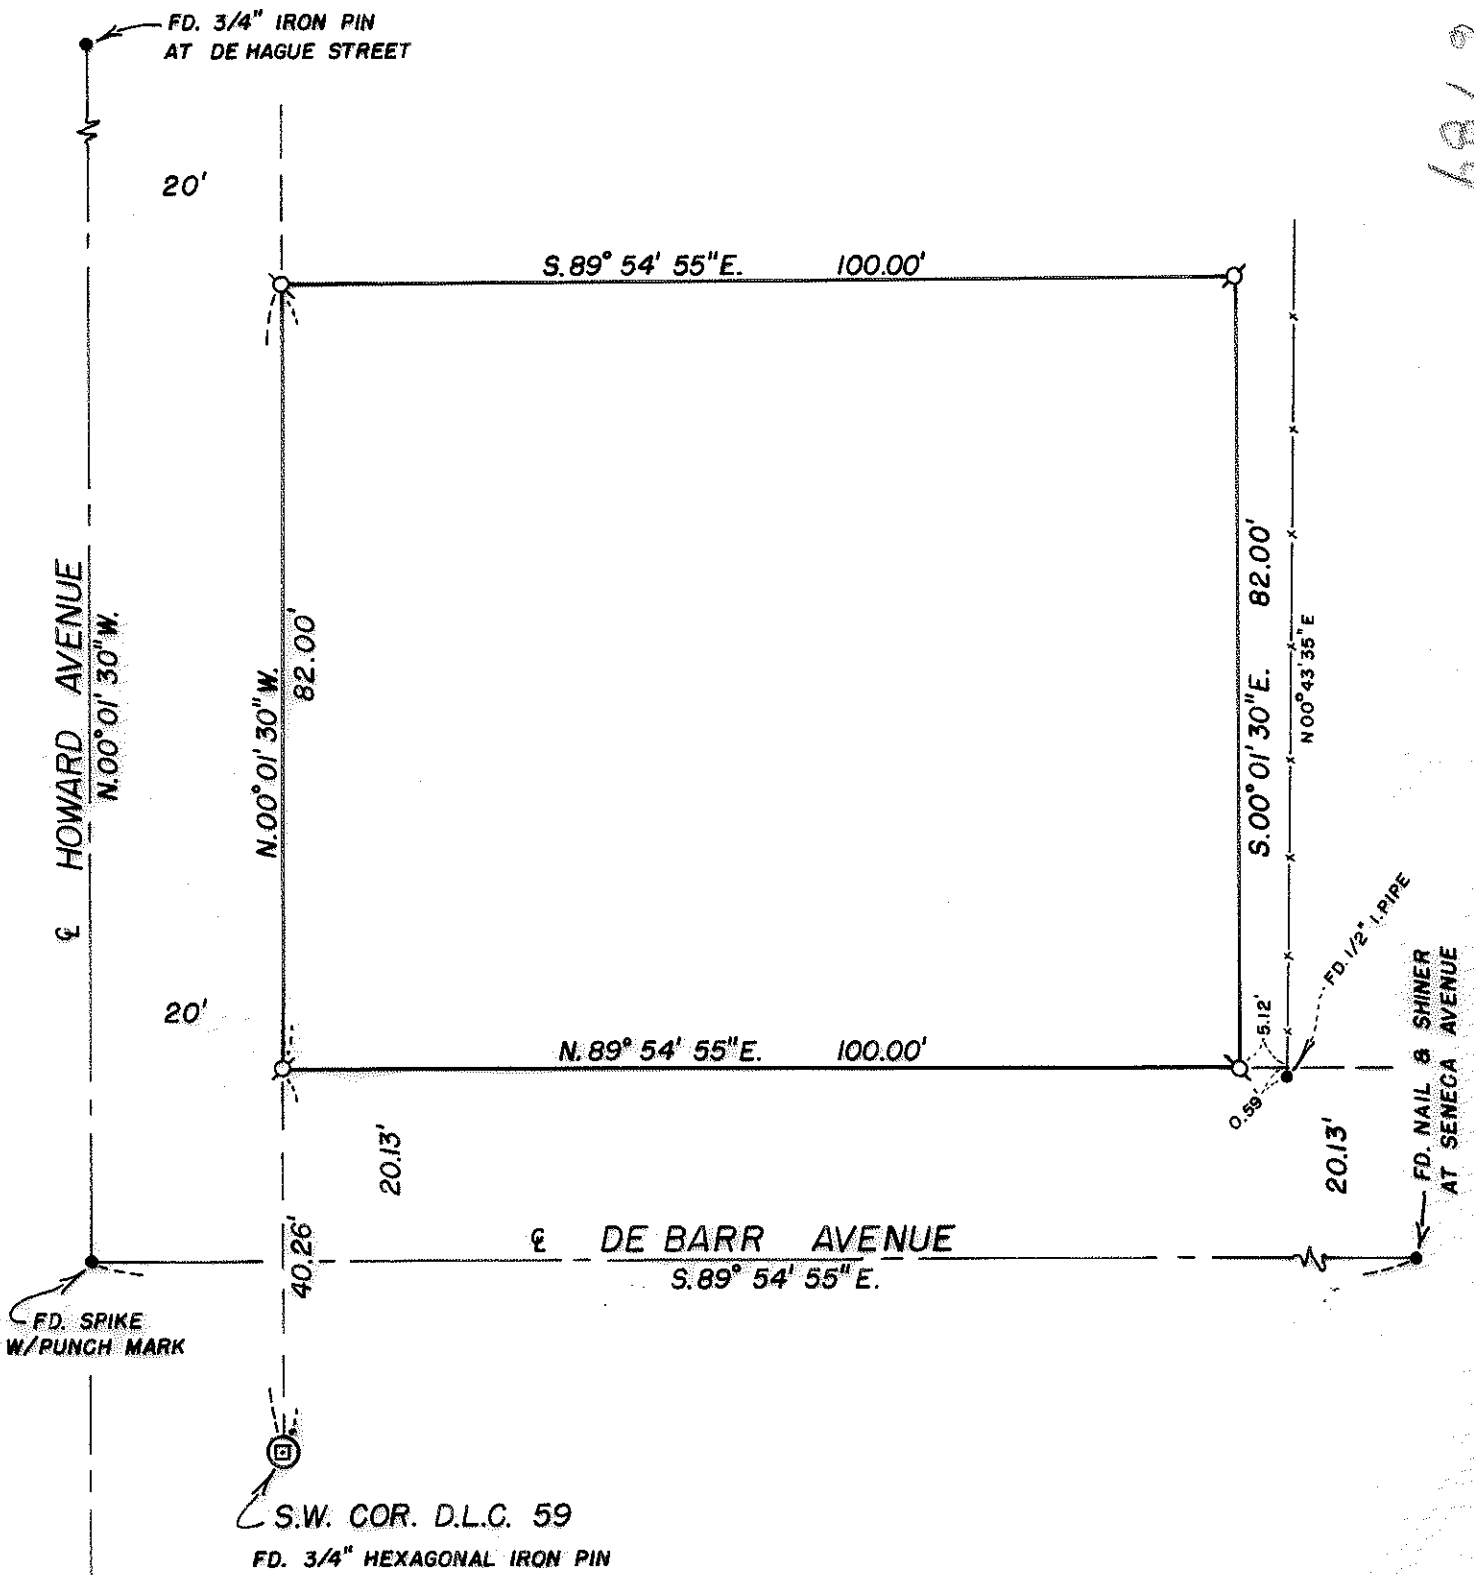 FD. 3/4" IRON PIN
AT DE HAGUE STREET
20'
S. 89° 54' 55" E. 100.00'
HOWARD AVENUE
N. 00° 01' 30" W.
N. 00° 01' 30" W.
82.00'
S. 00° 01' 30" E. 82.00'
N 00° 43' 35" E
20'
N. 89° 54' 55" E. 100.00'
5.12'
0.59'
FD. 1/2" I. PIPE
FD. NAIL & SHINER
AT SENECA AVENUE
20.13'
20.13'
40.26'
DE BARR AVENUE
S. 89° 54' 55" E.
FD. SPIKE
W/PUNCH MARK
S.W. COR. D.L.C. 59
FD. 3/4" HEXAGONAL IRON PIN